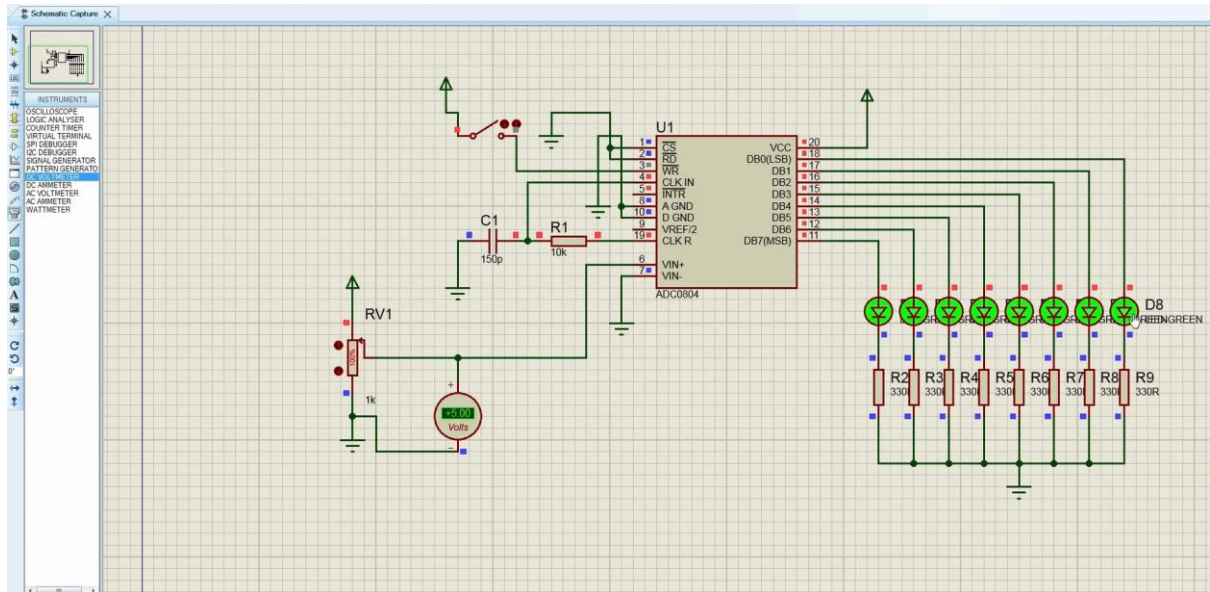 Schematic Capture
INSTRUMENTS
OSCILLOSCOPE
LOGIC ANALYSER
COUNTER TIMER
VIRTUAL TERMINAL
SPI DEBUGGER
I2C DEBUGGER
SIGNAL GENERATOR
PATTERN GENERATO
DC VOLTMETER
DC AMMETER
AC VOLTMETER
AC AMMETER
WATTMETER
U1
1 CS
2 RD
3 WR
4 CLK IN
5 INTR
8 A GND
10 D GND
9 VREF/2
19 CLK R
6 VIN+
7 VIN-
VCC 20
DB0(LSB) 18
DB1 17
DB2 16
DB3 15
DB4 14
DB5 13
DB6 12
DB7(MSB) 11
ADC0804
C1
150p
R1
10k
RV1
100%
1k
+
+5.00
Volts
D8
GREEN
R2 R3 R4 R5 R6 R7 R8 R9
330R